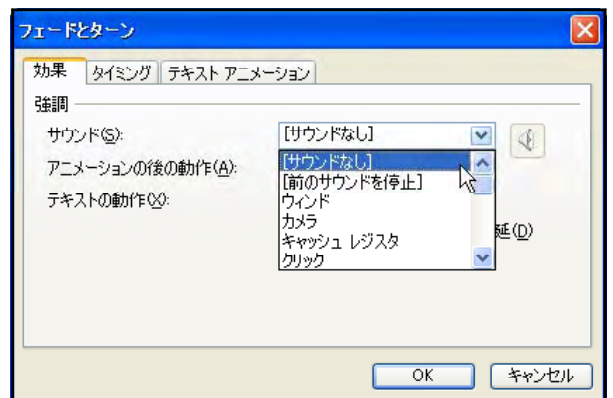 フェードとターン
効果 タイミング テキスト アニメーション
強調
サウンド(S): [サウンドなし]
アニメーションの後の動作(A): [サウンドなし]
[前のサウンドを停止]
テキストの動作(X): ウィンド
カメラ
延(D)
キャッシュ レジスタ
クリック
OK キャンセル